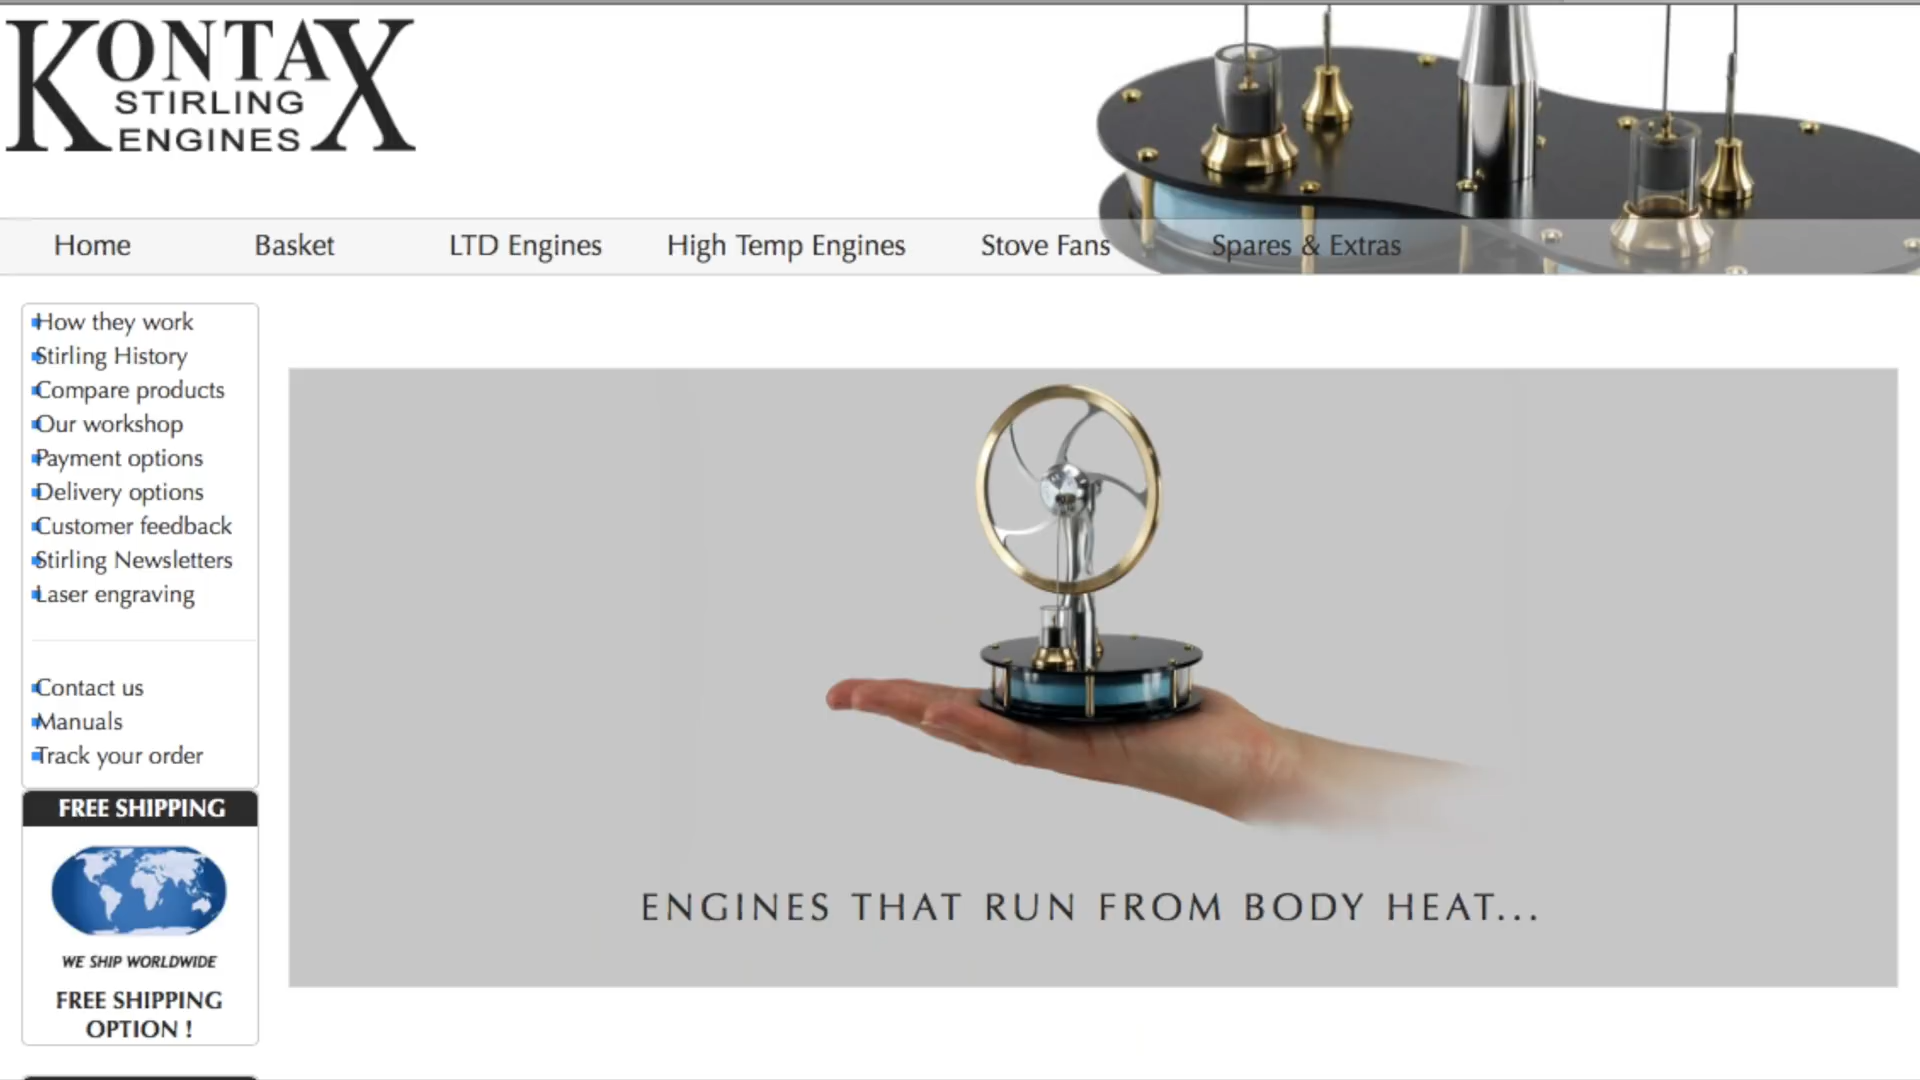 KONTAX
STIRLING
ENGINES
Home
Basket
LTD Engines
High Temp Engines
Stove Fans
Spares & Extras
How they work
Stirling History
Compare products
Our workshop
Payment options
Delivery options
Customer feedback
Stirling Newsletters
Laser engraving
Contact us
Manuals
Track your order
FREE SHIPPING
WE SHIP WORLDWIDE
FREE SHIPPING
OPTION !
ENGINES THAT RUN FROM BODY HEAT...